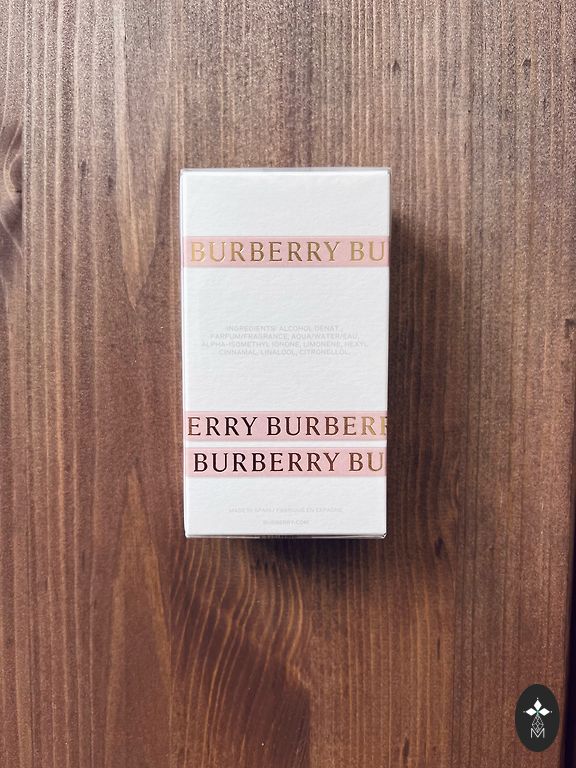 BURBERRY BU
INGREDIENTS: ALCOHOL DENAT.,
PARFUM/FRAGRANCE, AQUA/WATER/EAU,
ALPHA-ISOMETHYL IONONE, LIMONENE, HEXYL
CINNAMAL, LINALOOL, CITRONELLOL.
ERRY BURBERR
BURBERRY BU
MADE IN SPAIN / FABRIQUÉ EN ESPAGNE
BURBERRY.COM
M